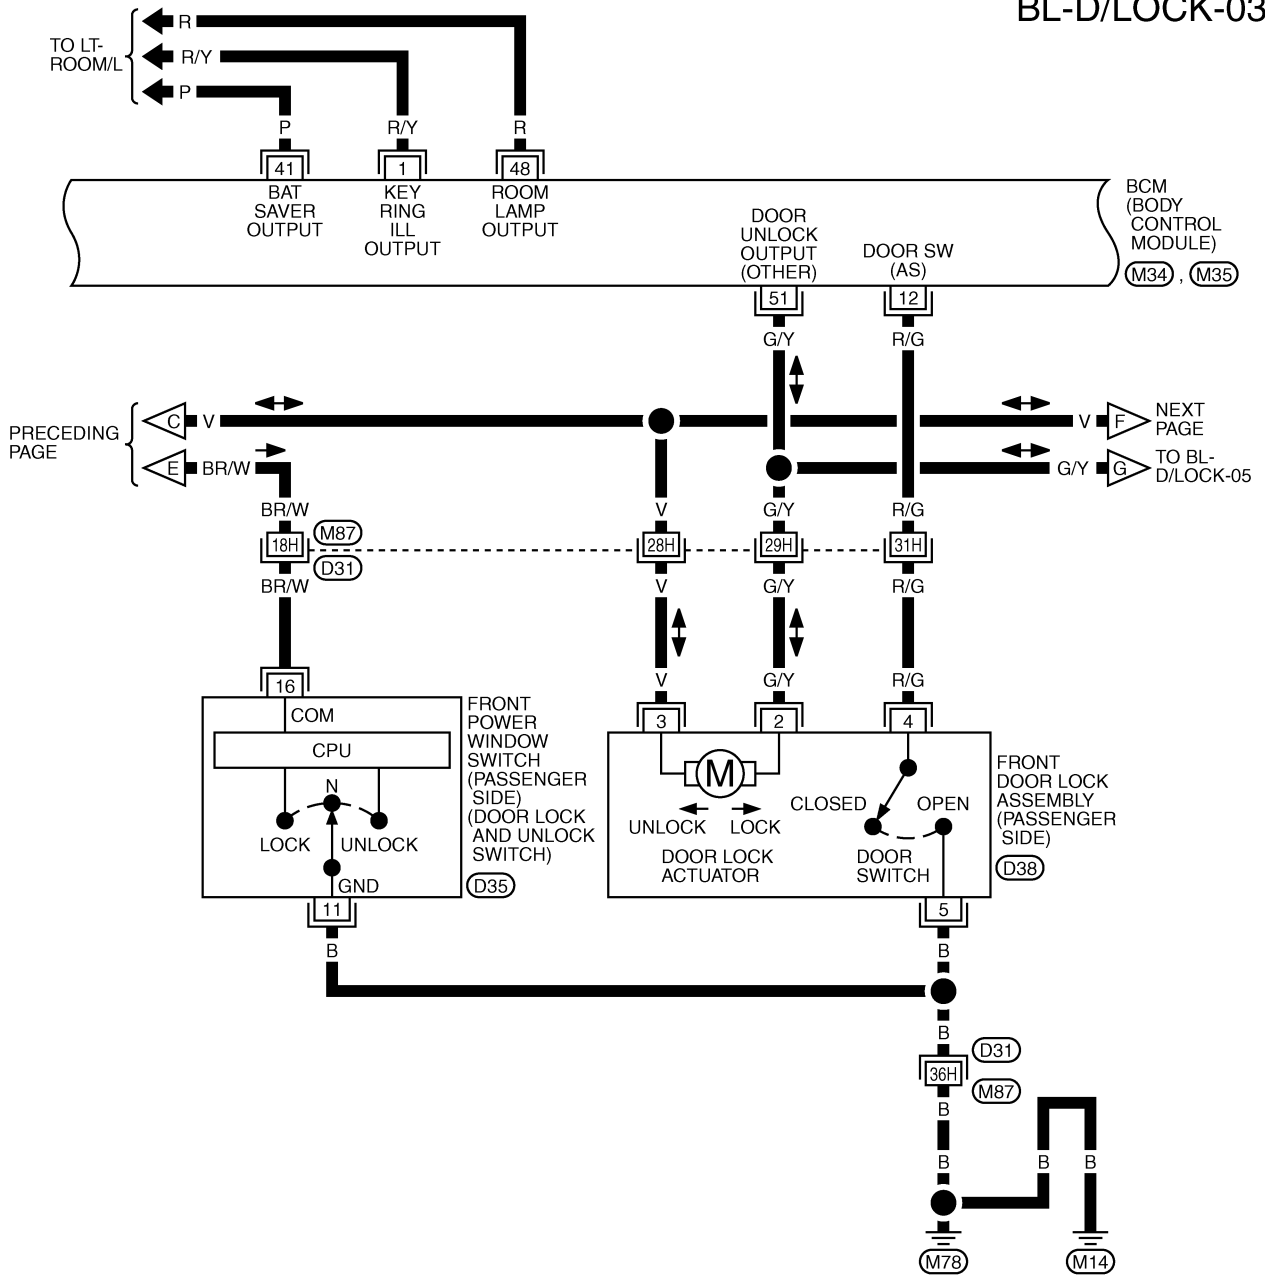 BL-D/LOCK-03
TO LT-
ROOM/L
R
R/Y
P
P
R/Y
R
41
1
48
BAT
SAVER
OUTPUT
KEY
RING
ILL
OUTPUT
ROOM
LAMP
OUTPUT
DOOR
UNLOCK
OUTPUT
(OTHER)
DOOR SW
(AS)
BCM
(BODY
CONTROL
MODULE)
M34 , M35
51
12
G/Y
R/G
PRECEDING
PAGE
C
V
E
BR/W
V
F
NEXT
PAGE
G/Y
G
TO BL-
D/LOCK-05
BR/W
V
G/Y
R/G
18H
M87
D31
28H
29H
31H
BR/W
V
G/Y
R/G
V
G/Y
R/G
16
3
2
4
COM
CPU
N
LOCK
UNLOCK
GND
FRONT
POWER
WINDOW
SWITCH
(PASSENGER
SIDE)
(DOOR LOCK
AND UNLOCK
SWITCH)
D35
M
UNLOCK
LOCK
DOOR LOCK
ACTUATOR
CLOSED
OPEN
DOOR
SWITCH
FRONT
DOOR LOCK
ASSEMBLY
(PASSENGER
SIDE)
D38
11
5
B
B
B
D31
36H
M87
B
B
B
B
M78
M14